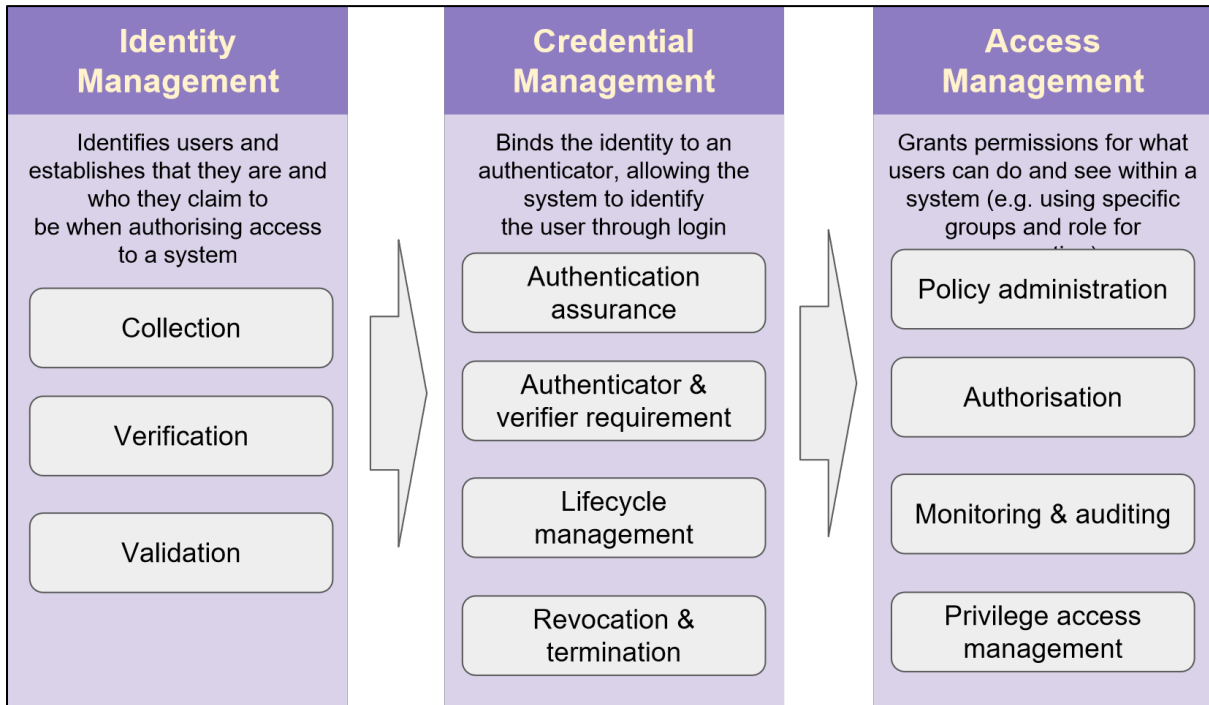 Identity
Management
Identifies users and
establishes that they are and
who they claim to
be when authorising access
to a system
Collection
Verification
Validation
Credential
Management
Binds the identity to an
authenticator, allowing the
system to identify
the user through login
Authentication
assurance
Authenticator &
verifier requirement
Lifecycle
management
Revocation &
termination
Access
Management
Grants permissions for what
users can do and see within a
system (e.g. using specific
groups and role for
Policy administration
Authorisation
Monitoring & auditing
Privilege access
management